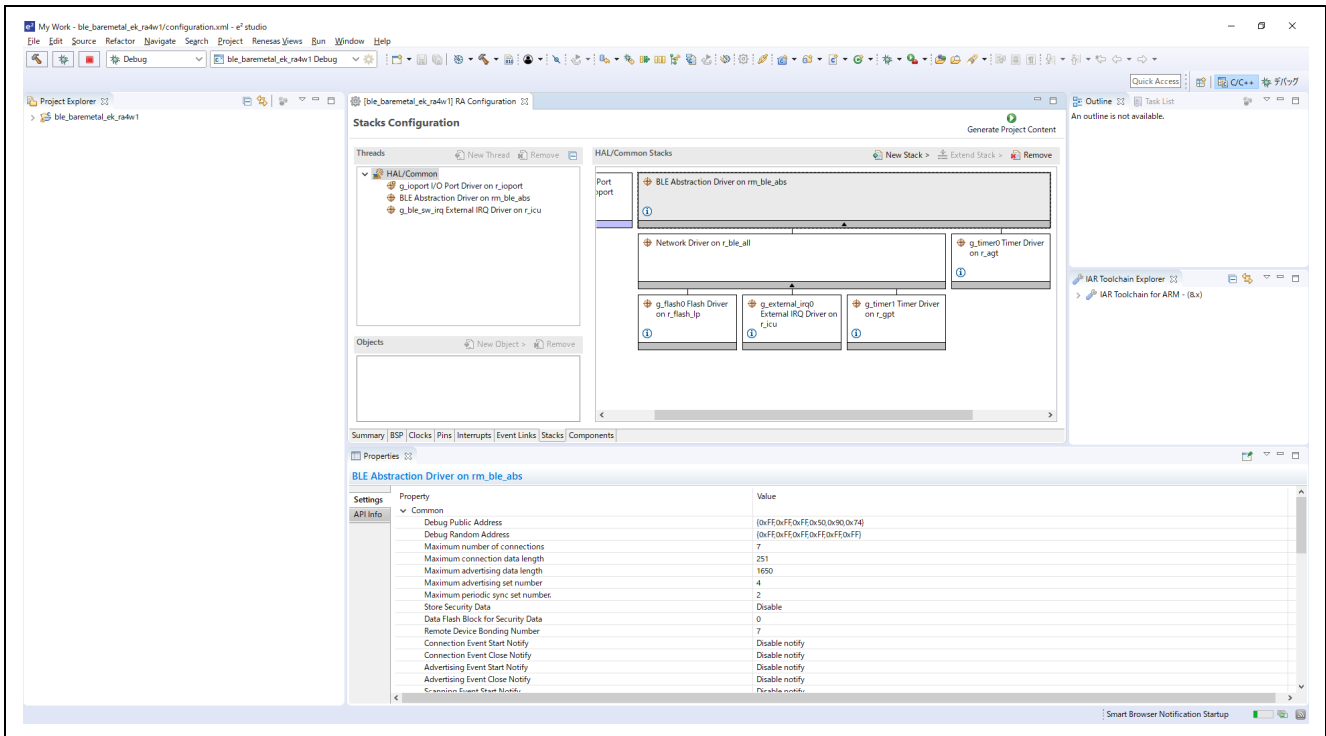 My Work - ble_baremetal_ek_ra4w1/configuration.xml - e² studio
File Edit Source Refactor Navigate Search Project Renesas Views Run Window Help
Debug
ble_baremetal_ek_ra4w1 Debug
Quick Access
C/C++
デバッグ
Project Explorer
ble_baremetal_ek_ra4w1
[ble_baremetal_ek_ra4w1] RA Configuration
Stacks Configuration
Generate Project Content
Threads
New Thread
Remove
HAL/Common
g_ioport I/O Port Driver on r_ioport
BLE Abstraction Driver on rm_ble_abs
g_ble_sw_irq External IRQ Driver on r_icu
Objects
New Object >
Remove
HAL/Common Stacks
New Stack >
Extend Stack >
Remove
Port
pport
BLE Abstraction Driver on rm_ble_abs
Network Driver on r_ble_all
g_timer0 Timer Driver
on r_agt
g_flash0 Flash Driver
on r_flash_lp
g_external_irq0
External IRQ Driver on
r_icu
g_timer1 Timer Driver
on r_gpt
Summary BSP Clocks Pins Interrupts Event Links Stacks Components
Outline
Task List
An outline is not available.
IAR Toolchain Explorer
IAR Toolchain for ARM - (8.x)
Properties
BLE Abstraction Driver on rm_ble_abs
Settings
API Info
Property Value
Common
Debug Public Address {0xFF,0xFF,0xFF,0x50,0x90,0x74}
Debug Random Address {0xFF,0xFF,0xFF,0xFF,0xFF,0xFF}
Maximum number of connections 7
Maximum connection data length 251
Maximum advertising data length 1650
Maximum advertising set number 4
Maximum periodic sync set number. 2
Store Security Data Disable
Data Flash Block for Security Data 0
Remote Device Bonding Number 7
Connection Event Start Notify Disable notify
Connection Event Close Notify Disable notify
Advertising Event Start Notify Disable notify
Advertising Event Close Notify Disable notify
Scanning Event Start Notify Disable notify
Smart Browser Notification Startup